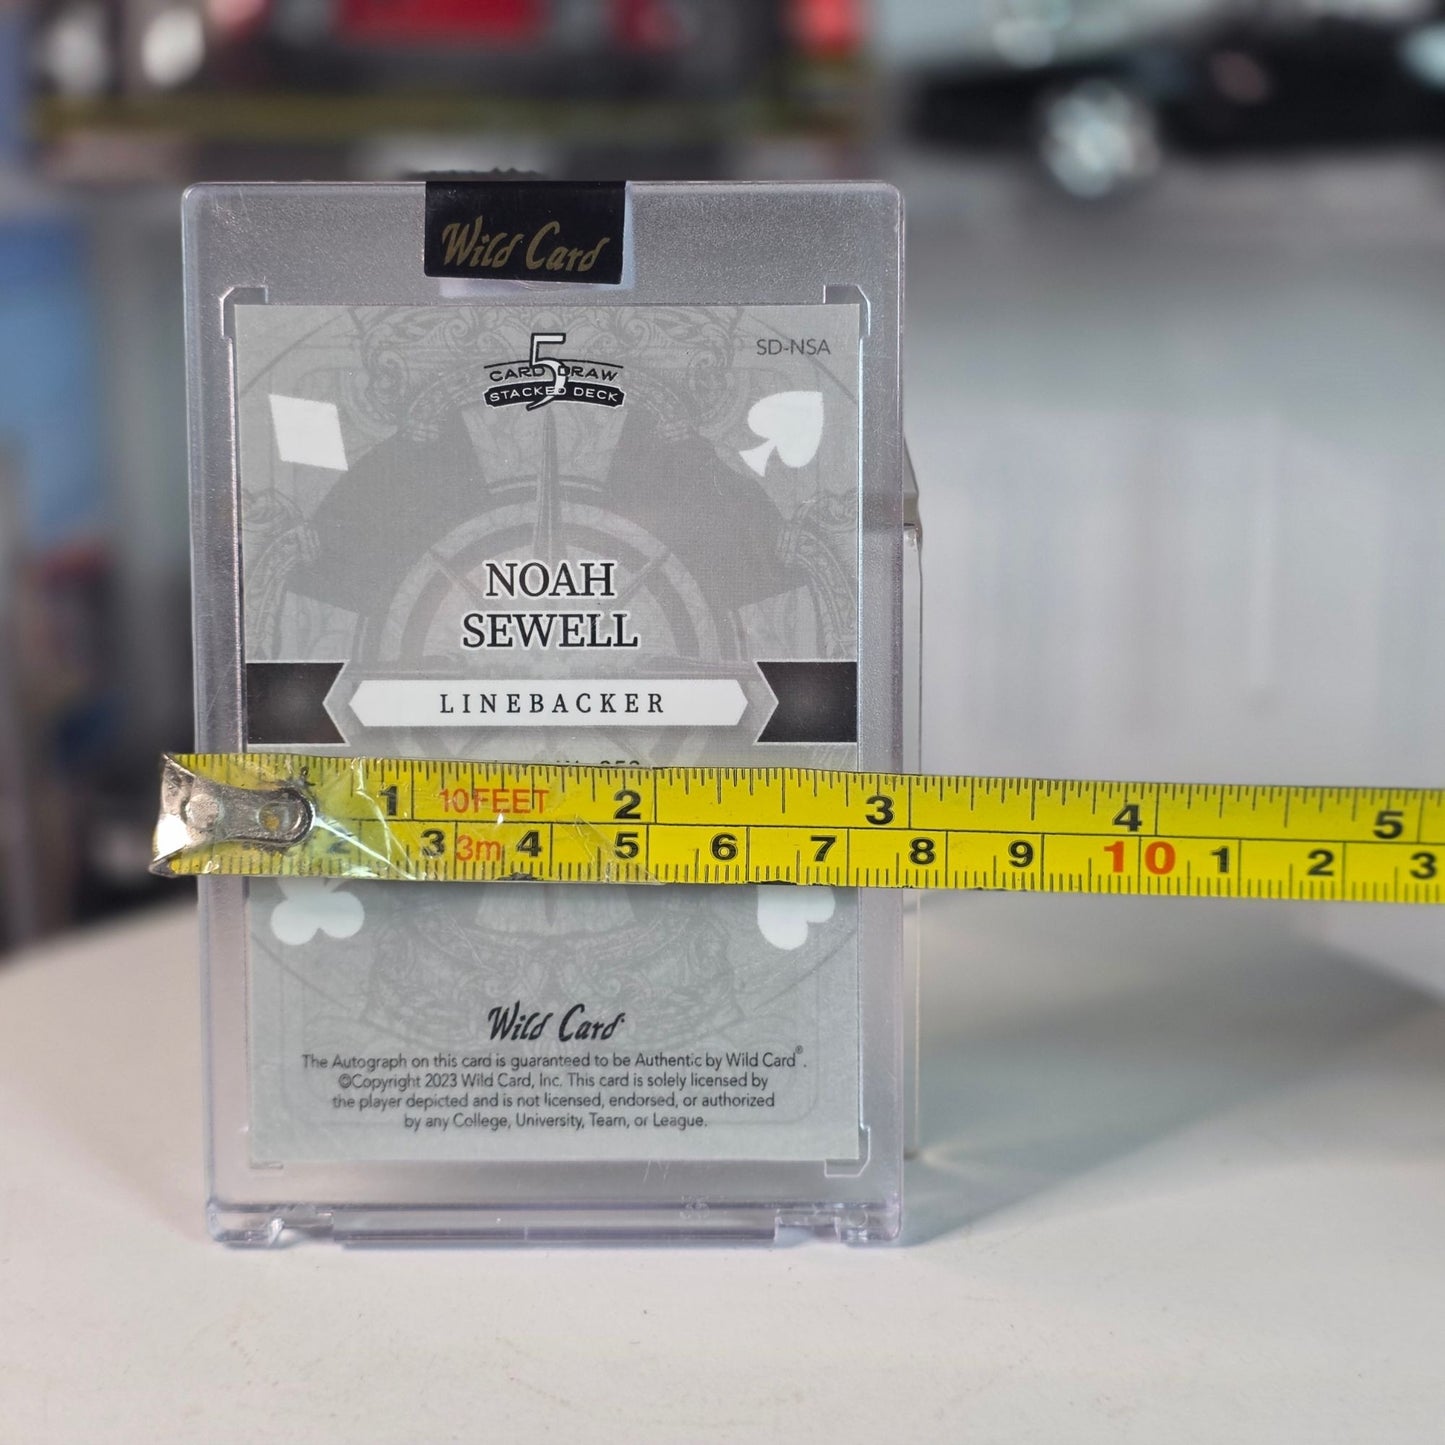 Wild Card
SD-NSA
5
CARD DRAW
STACKED DECK
NOAH
SEWELL
LINEBACKER
1 10FEET 2 3 4 5
2 3 3m 4 5 6 7 8 9 10 1 2 3
Wild Card
The Autograph on this card is guaranteed to be Authentic by Wild Card®.
©Copyright 2023 Wild Card, Inc. This card is solely licensed by
the player depicted and is not licensed, endorsed, or authorized
by any College, University, Team, or League.